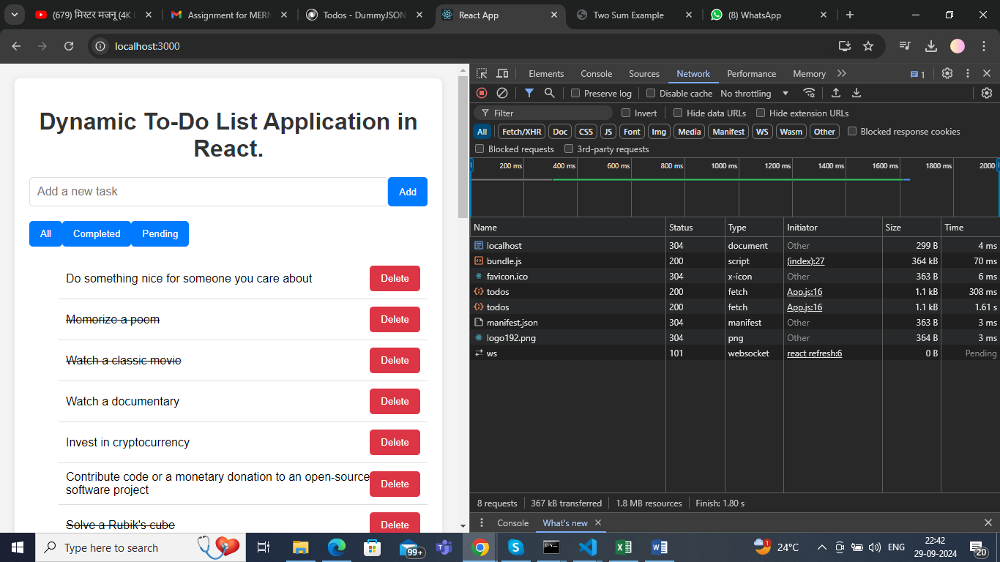 (679) मिस्टर मजनू (4K U
Assignment for MERN
Todos - DummyJSON
React App
Two Sum Example
(8) WhatsApp
localhost:3000
Dynamic To-Do List Application in
React.
Add a new task
Add
All
Completed
Pending
Do something nice for someone you care about
Delete
Memorize a poem
Delete
Watch a classic movie
Delete
Watch a documentary
Delete
Invest in cryptocurrency
Delete
Contribute code or a monetary donation to an open-source
software project
Delete
Solve a Rubik's cube
Delete
Elements Console Sources Network Performance Memory 1
Preserve log Disable cache No throttling
Filter Invert Hide data URLs Hide extension URLs
All Fetch/XHR Doc CSS JS Font Img Media Manifest WS Wasm Other Blocked response cookies
Blocked requests 3rd-party requests
200 ms 400 ms 600 ms 800 ms 1000 ms 1200 ms 1400 ms 1600 ms 1800 ms 2000
Name Status Type Initiator Size Time
localhost 304 document Other 299 B 4 ms
bundle.js 200 script (index):27 364 kB 70 ms
favicon.ico 304 x-icon Other 363 B 6 ms
todos 200 fetch App.js:16 1.1 kB 308 ms
todos 200 fetch App.js:16 1.1 kB 1.61 s
manifest.json 304 manifest Other 363 B 3 ms
logo192.png 304 png Other 364 B 3 ms
ws 101 websocket react refresh:6 0 B Pending
8 requests 367 kB transferred 1.8 MB resources Finish: 1.80 s
Console What's new
Type here to search
99+
1
24°C
ENG
22:42
29-09-2024
20